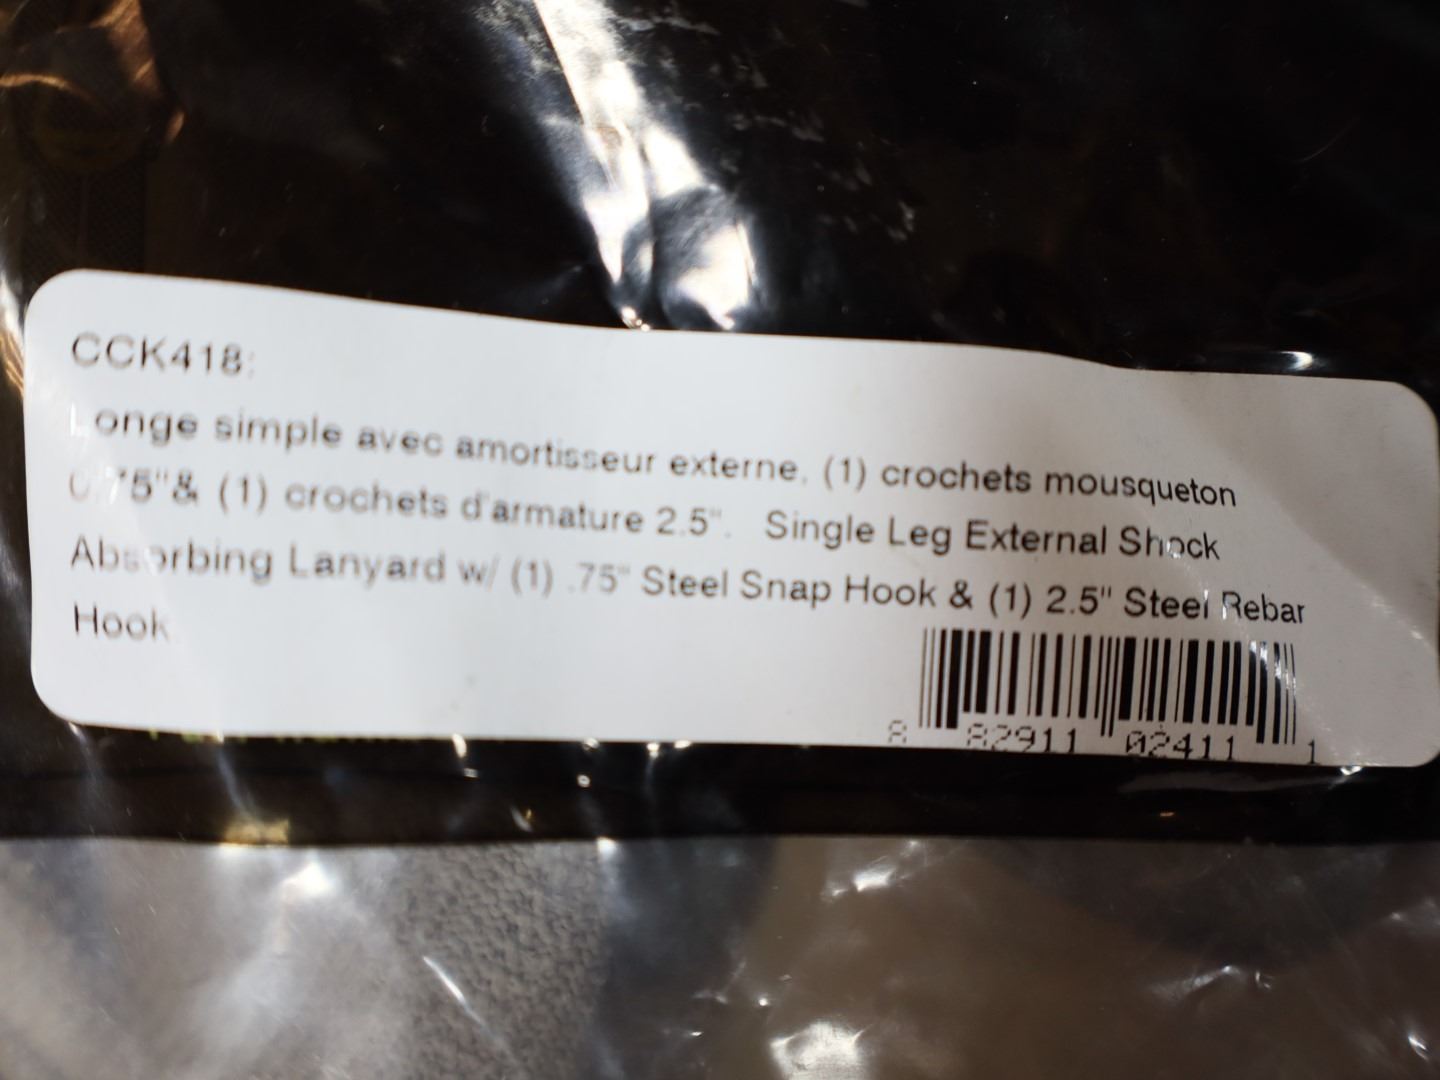 CCK418:
Longe simple avec amortisseur externe, (1) crochets mousqueton
0.75"& (1) crochets d'armature 2.5". Single Leg External Shock
Absorbing Lanyard w/ (1) .75" Steel Snap Hook & (1) 2.5" Steel Rebar
Hook
8 82911 02411 1